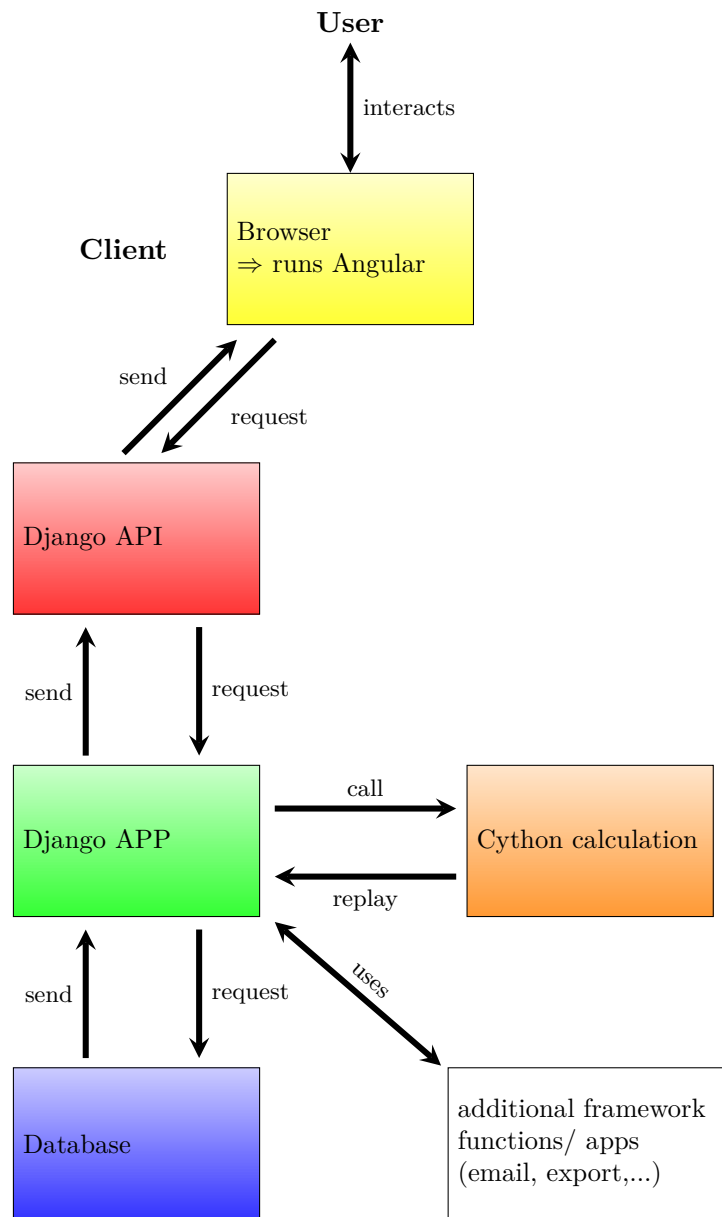 User
interacts
Client
Browser
⇒ runs Angular
send
request
Django API
send
request
Django APP
call
Cython calculation
replay
send
request
uses
Database
additional framework
functions/ apps
(email, export,...)